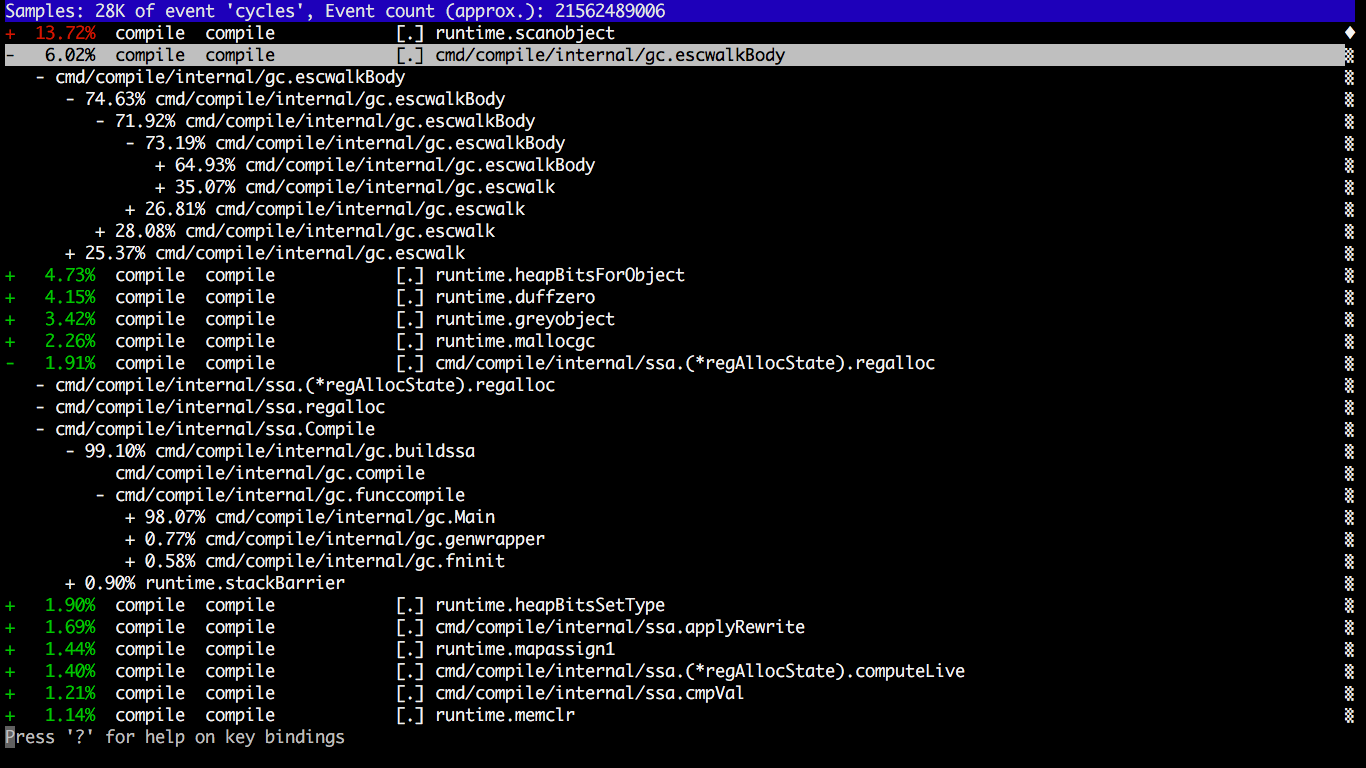 Samples: 28K of event 'cycles', Event count (approx.): 21562489006
+  13.72%  compile  compile            [.] runtime.scanobject
-   6.02%  compile  compile            [.] cmd/compile/internal/gc.escwalkBody
   - cmd/compile/internal/gc.escwalkBody
      - 74.63% cmd/compile/internal/gc.escwalkBody
         - 71.92% cmd/compile/internal/gc.escwalkBody
            - 73.19% cmd/compile/internal/gc.escwalkBody
               + 64.93% cmd/compile/internal/gc.escwalkBody
               + 35.07% cmd/compile/internal/gc.escwalk
            + 26.81% cmd/compile/internal/gc.escwalk
         + 28.08% cmd/compile/internal/gc.escwalk
      + 25.37% cmd/compile/internal/gc.escwalk
+   4.73%  compile  compile            [.] runtime.heapBitsForObject
+   4.15%  compile  compile            [.] runtime.duffzero
+   3.42%  compile  compile            [.] runtime.greyobject
+   2.26%  compile  compile            [.] runtime.mallocgc
-   1.91%  compile  compile            [.] cmd/compile/internal/ssa.(*regAllocState).regalloc
   - cmd/compile/internal/ssa.(*regAllocState).regalloc
   - cmd/compile/internal/ssa.regalloc
   - cmd/compile/internal/ssa.Compile
      - 99.10% cmd/compile/internal/gc.buildssa
           cmd/compile/internal/gc.compile
         - cmd/compile/internal/gc.funccompile
            + 98.07% cmd/compile/internal/gc.Main
            + 0.77% cmd/compile/internal/gc.genwrapper
            + 0.58% cmd/compile/internal/gc.fninit
      + 0.90% runtime.stackBarrier
+   1.90%  compile  compile            [.] runtime.heapBitsSetType
+   1.69%  compile  compile            [.] cmd/compile/internal/ssa.applyRewrite
+   1.44%  compile  compile            [.] runtime.mapassign1
+   1.40%  compile  compile            [.] cmd/compile/internal/ssa.(*regAllocState).computeLive
+   1.21%  compile  compile            [.] cmd/compile/internal/ssa.cmpVal
+   1.14%  compile  compile            [.] runtime.memclr
Press '?' for help on key bindings